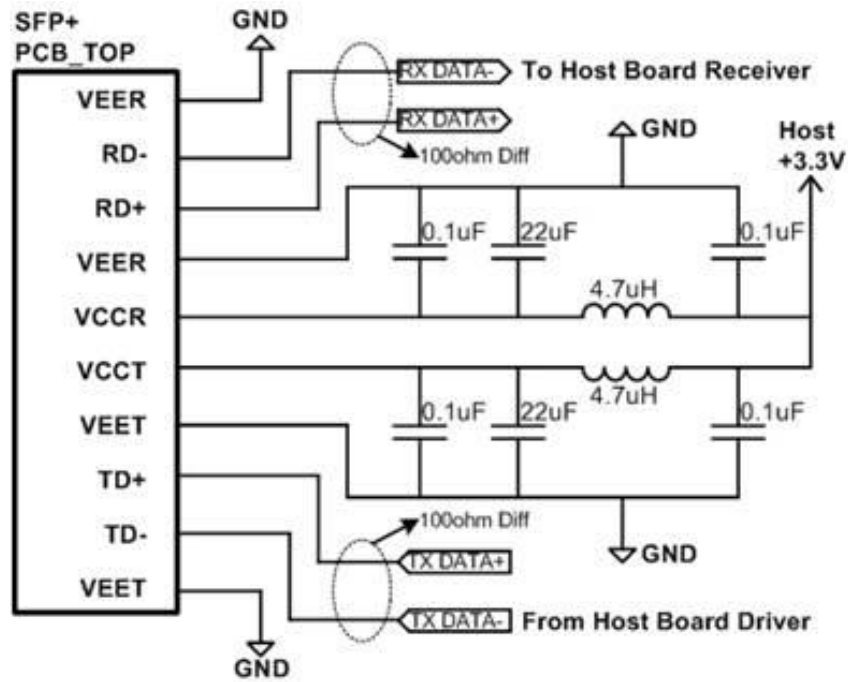 SFP+
PCB_TOP
GND
VEER
RX DATA-
To Host Board Receiver
RD-
RX DATA+
100ohm Diff
GND
Host
+3.3V
RD+
0.1uF
22uF
0.1uF
VEER
4.7uH
VCCR
VCCT
4.7uH
0.1uF
22uF
0.1uF
VEET
TD+
100ohm Diff
TD-
TX DATA+
GND
VEET
TX DATA-
From Host Board Driver
GND